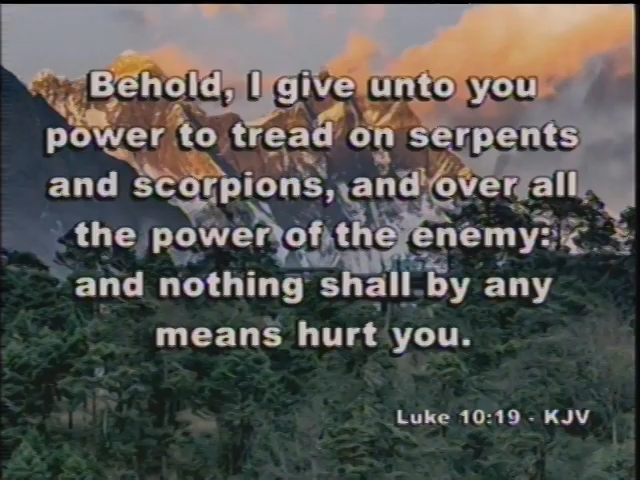 Behold, I give unto you
power to tread on serpents
and scorpions, and over all
the power of the enemy:
and nothing shall by any
means hurt you.
Luke 10:19 - KJV